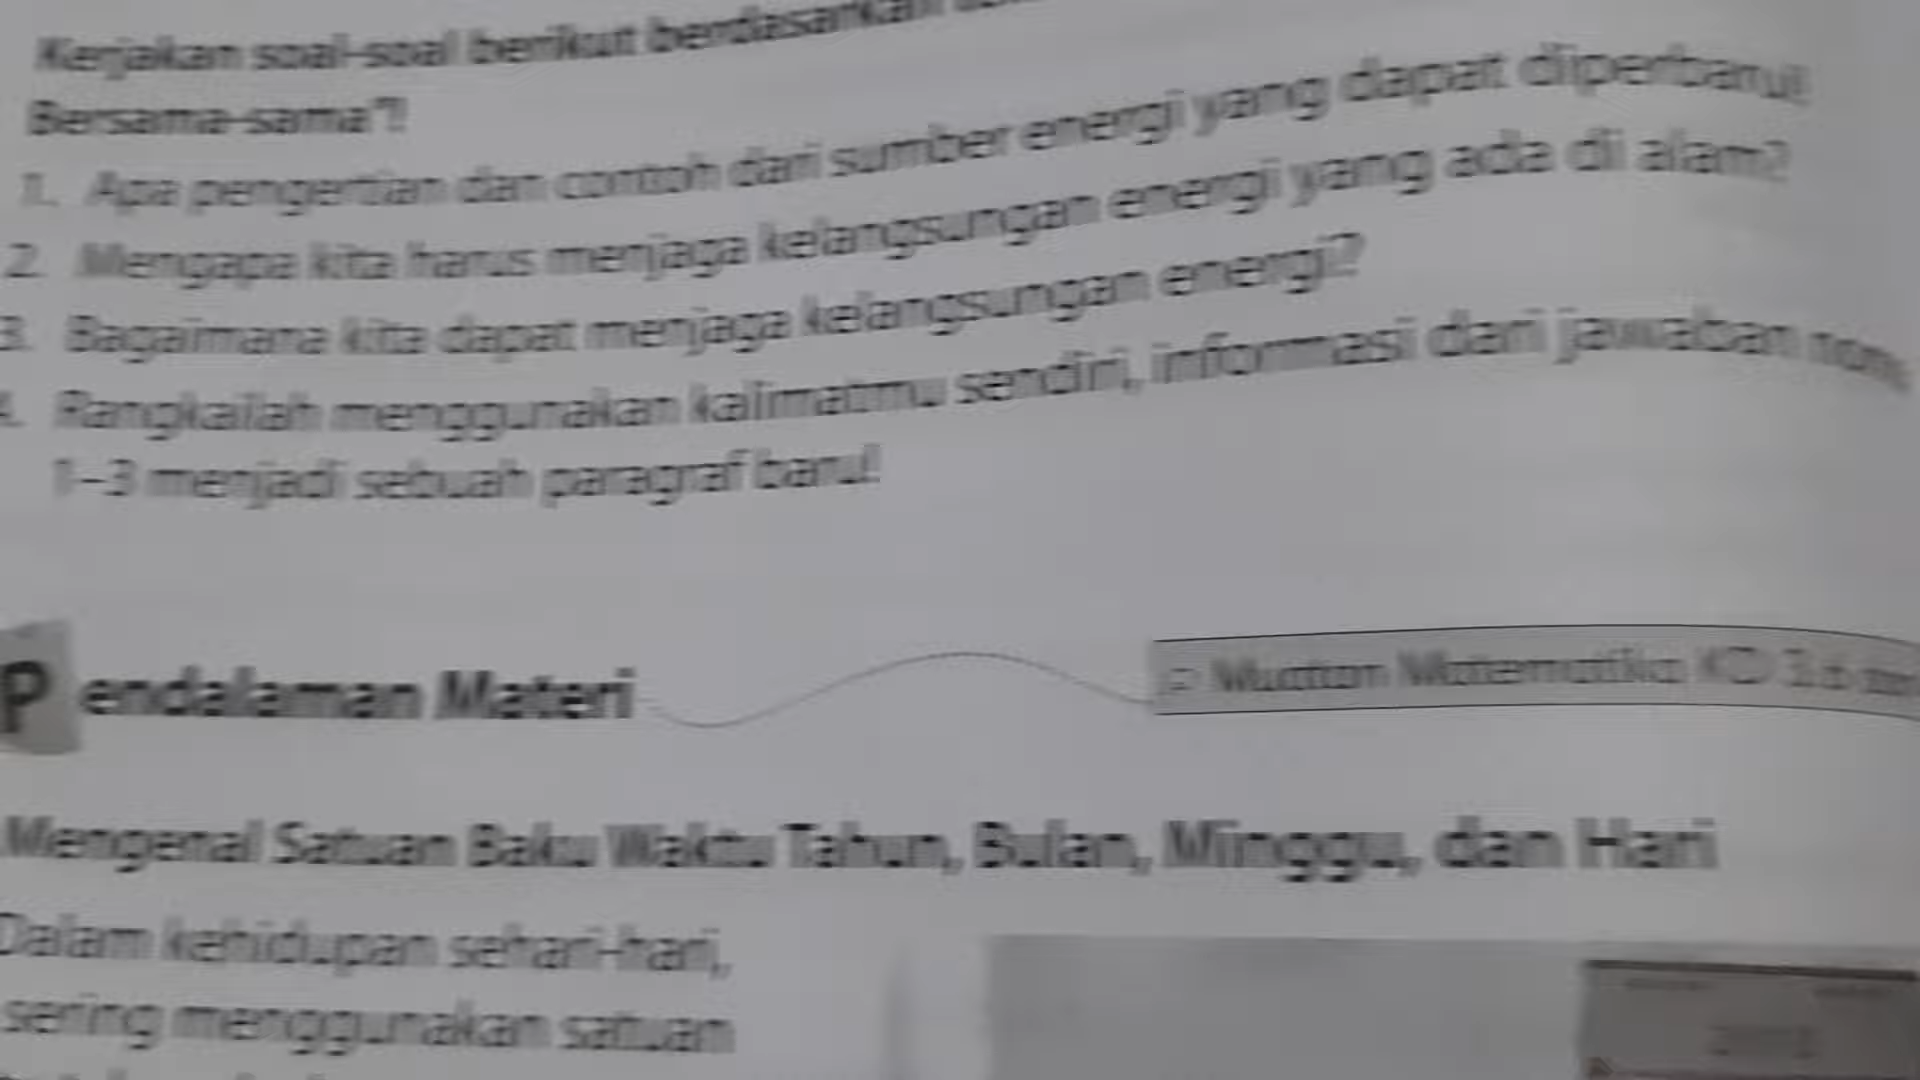 Kerjakan soal-soal berikut berdasarkan
Bersama-sama"!
1. Apa pengertian dan contoh dari sumber energi yang dapat diperbarui!
2. Mengapa kita harus menjaga kelangsungan energi yang ada di alam?
3. Bagaimana kita dapat menjaga kelangsungan energi?
4. Rangkailah menggunakan kalimatmu sendiri, informasi dari jawaban
1–3 menjadi sebuah paragraf baru!
Pendalaman Materi
Muatan Matematika KD
Mengenal Satuan Baku Waktu Tahun, Bulan, Minggu, dan Hari
Dalam kehidupan sehari-hari,
sering menggunakan satuan